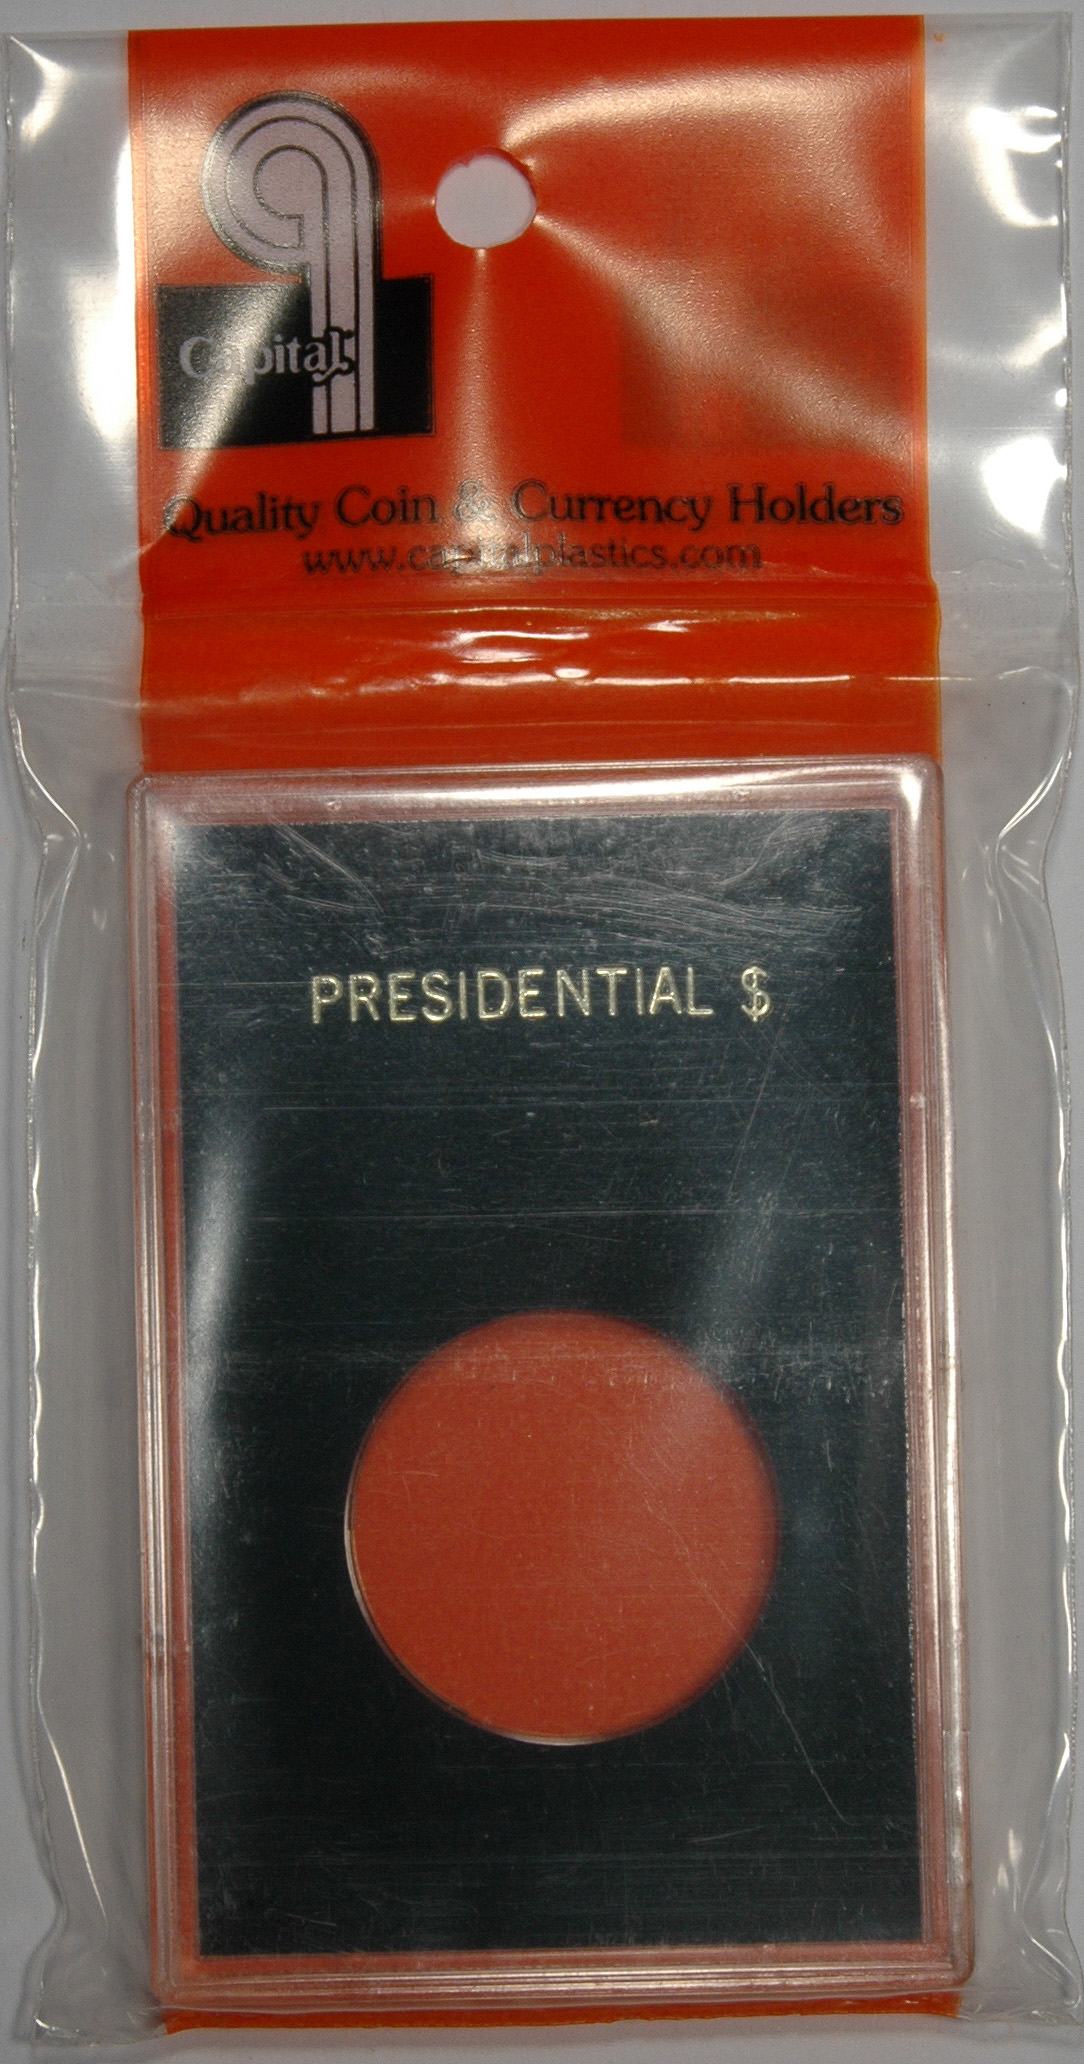 Capital
Quality Coin & Currency Holders
www.capitalplastics.com
PRESIDENTIAL $